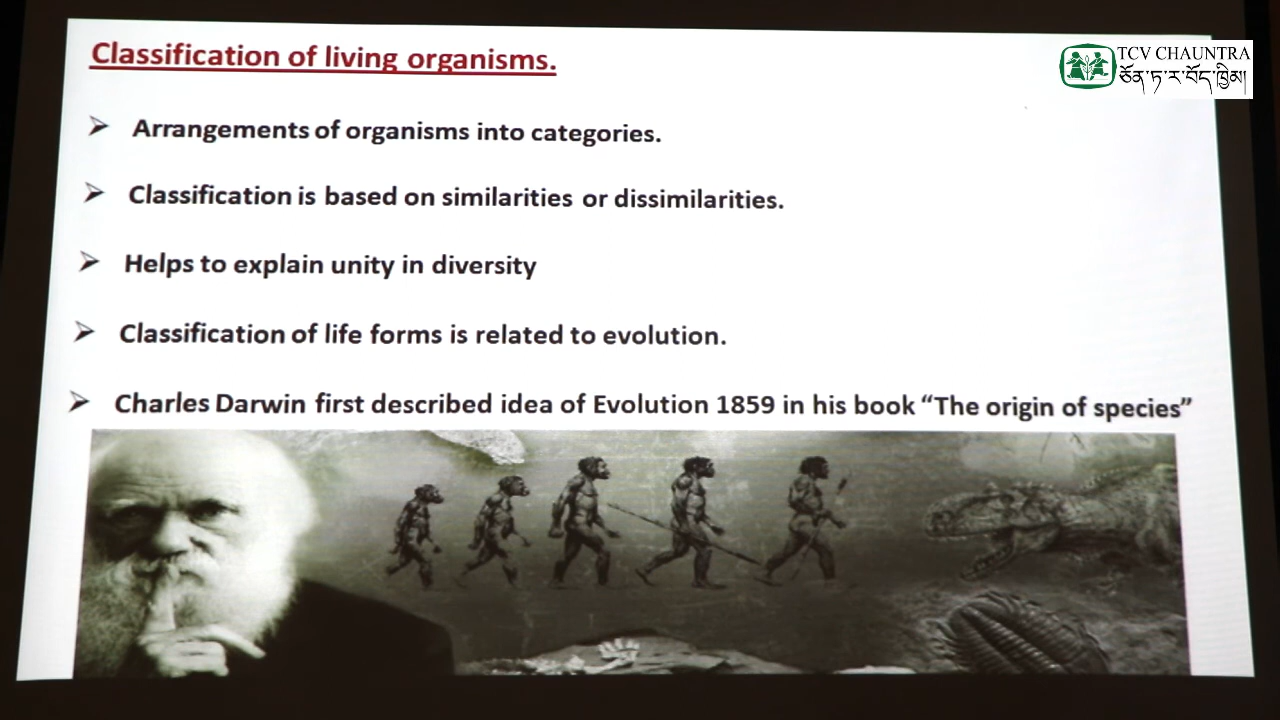 Classification of living organisms.
TCV CHAUNTRA
ཅོན་ཏ་ར་བོད་ཁྱིམ།
➢ Arrangements of organisms into categories.
➢ Classification is based on similarities or dissimilarities.
➢ Helps to explain unity in diversity
➢ Classification of life forms is related to evolution.
➢ Charles Darwin first described idea of Evolution 1859 in his book “The origin of species”